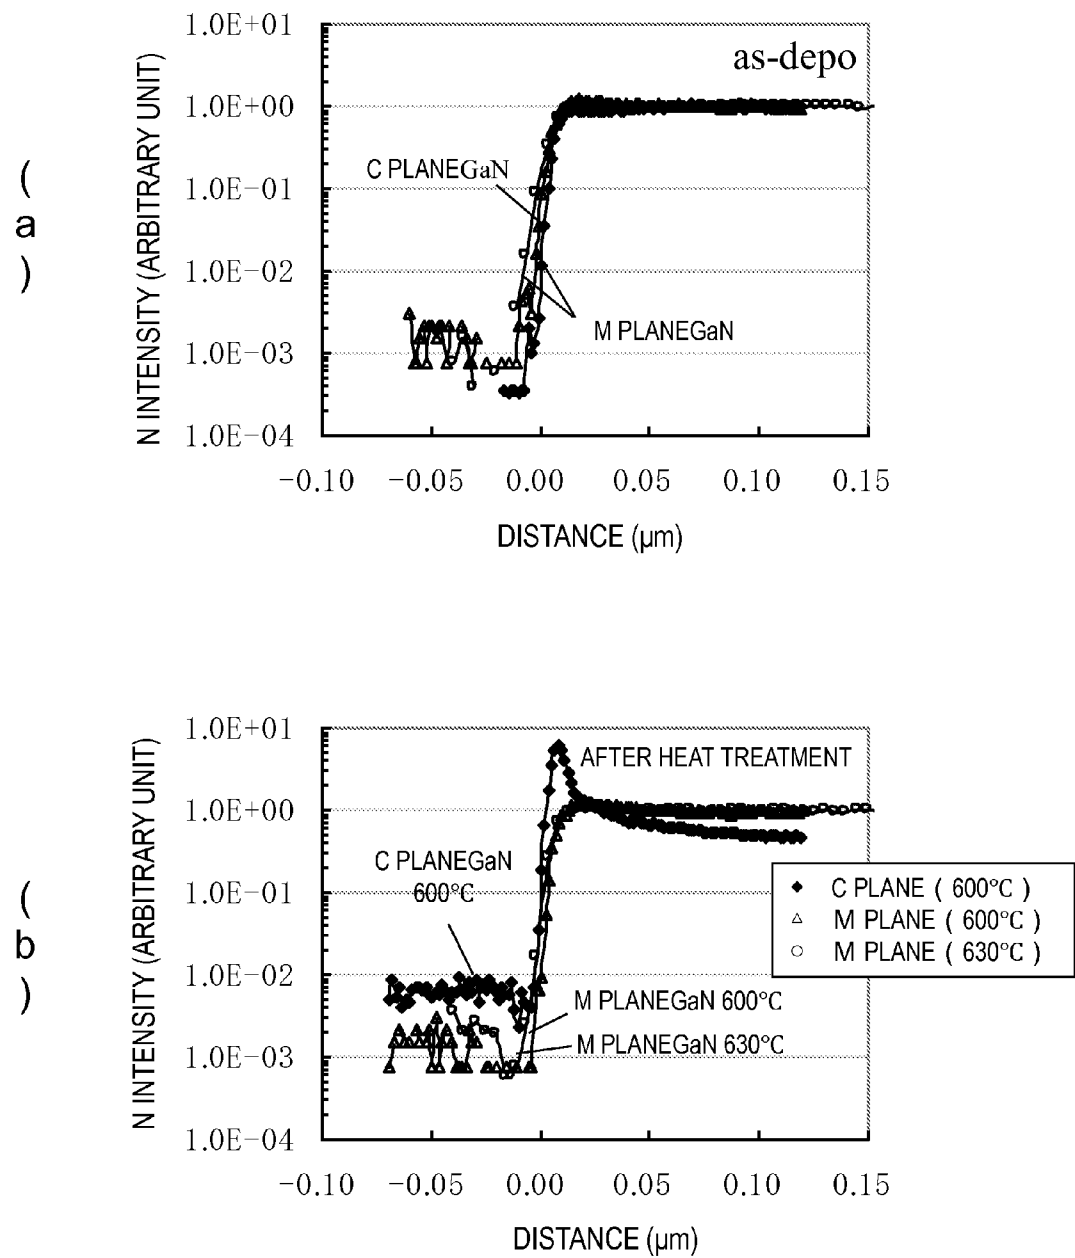 (
a
)
N INTENSITY (ARBITRARY UNIT)
1.0E+01
1.0E+00
1.0E-01
1.0E-02
1.0E-03
1.0E-04
as-depo
C PLANEGaN
M PLANEGaN
-0.10 -0.05 0.00 0.05 0.10 0.15
DISTANCE (μm)
(
b
)
N INTENSITY (ARBITRARY UNIT)
1.0E+01
1.0E+00
1.0E-01
1.0E-02
1.0E-03
1.0E-04
AFTER HEAT TREATMENT
C PLANEGaN
600°C
M PLANEGaN 600°C
M PLANEGaN 630°C
C PLANE ( 600℃ )
M PLANE ( 600℃ )
M PLANE ( 630℃ )
-0.10 -0.05 0.00 0.05 0.10 0.15
DISTANCE (μm)